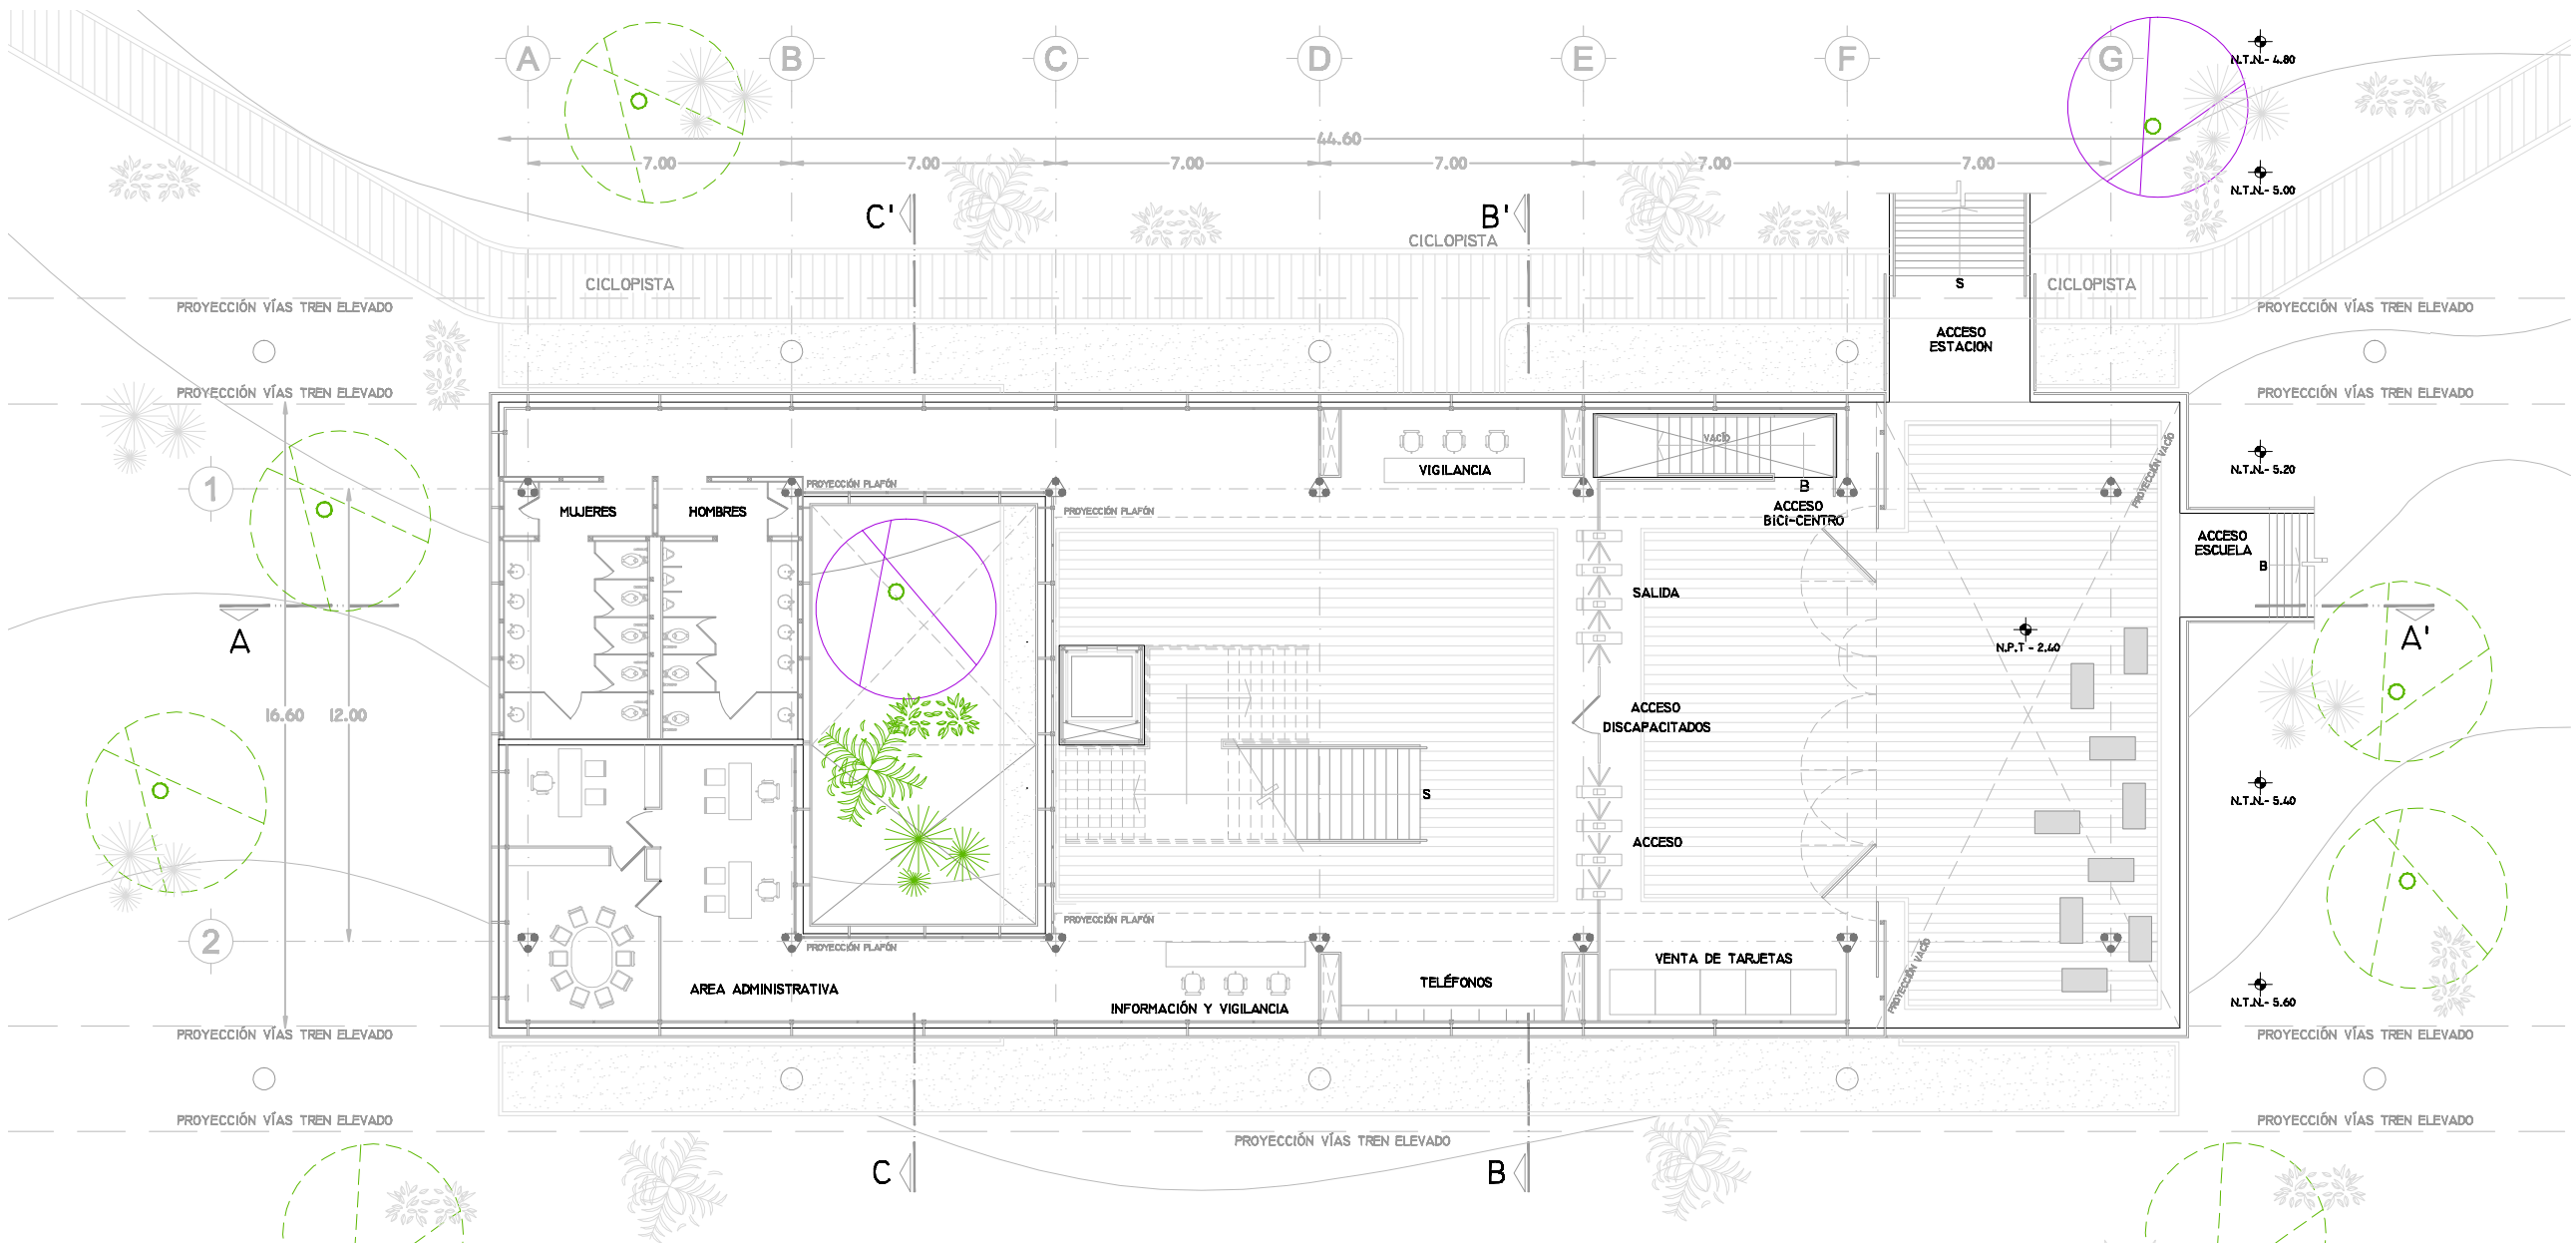 A B C D E F G
N.T.N.- 4.80
44.60
7.00 7.00 7.00 7.00 7.00 7.00
N.T.N.- 5.00
C' B'
CICLOPISTA
CICLOPISTA
S
CICLOPISTA
PROYECCIÓN VÍAS TREN ELEVADO
PROYECCIÓN VÍAS TREN ELEVADO
ACCESO
ESTACION
PROYECCIÓN VÍAS TREN ELEVADO
PROYECCIÓN VÍAS TREN ELEVADO
VACÍO
VIGILANCIA
PROYECCIÓN VACÍO
N.T.N.- 5.20
1
PROYECCIÓN PLAFÓN
B
MUJERES
HOMBRES
PROYECCIÓN PLAFÓN
ACCESO
BICI-CENTRO
ACCESO
ESCUELA
B
SALIDA
A
A'
N.P.T - 2.40
16.60
12.00
ACCESO
DISCAPACITADOS
S
N.T.N.- 5.40
ACCESO
2
PROYECCIÓN PLAFÓN
PROYECCIÓN PLAFÓN
VENTA DE TARJETAS
PROYECCIÓN VACÍO
AREA ADMINISTRATIVA
TELÉFONOS
INFORMACIÓN Y VIGILANCIA
N.T.N.- 5.60
PROYECCIÓN VÍAS TREN ELEVADO
PROYECCIÓN VÍAS TREN ELEVADO
PROYECCIÓN VÍAS TREN ELEVADO
PROYECCIÓN VÍAS TREN ELEVADO
PROYECCIÓN VÍAS TREN ELEVADO
C B